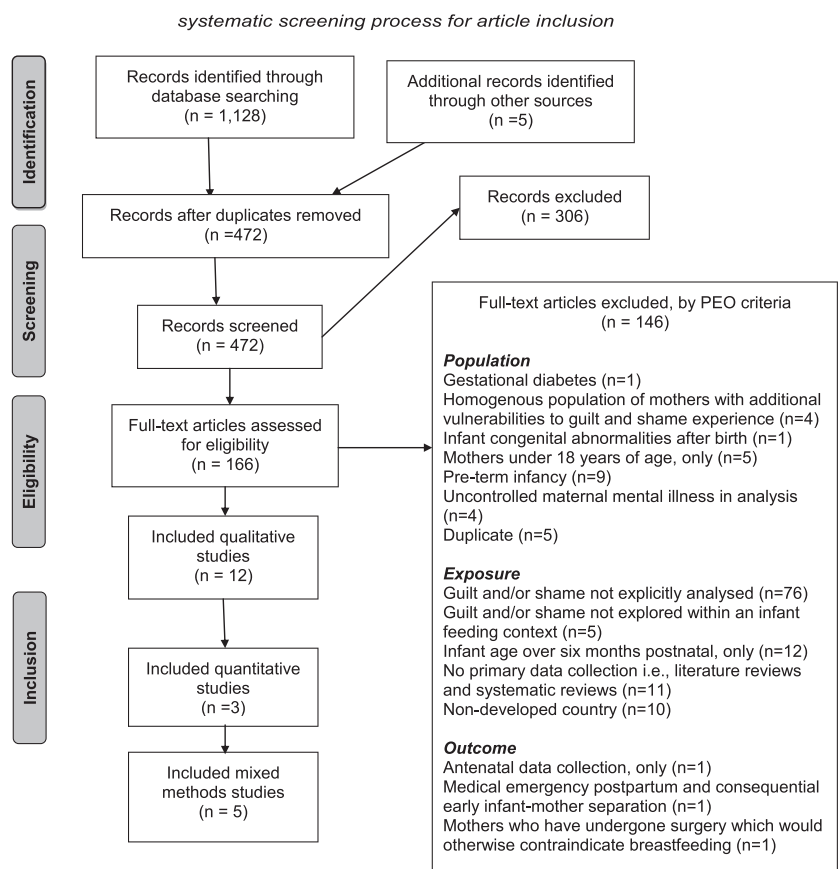 systematic screening process for article inclusion
Identification
Records identified through
database searching
(n = 1,128)
Additional records identified
through other sources
(n =5)
Records after duplicates removed
(n =472)
Records excluded
(n = 306)
Screening
Records screened
(n = 472)
Eligibility
Full-text articles assessed
for eligibility
(n = 166)
Full-text articles excluded, by PEO criteria
(n = 146)
Population
Gestational diabetes (n=1)
Homogenous population of mothers with additional
vulnerabilities to guilt and shame experience (n=4)
Infant congenital abnormalities after birth (n=1)
Mothers under 18 years of age, only (n=5)
Pre-term infancy (n=9)
Uncontrolled maternal mental illness in analysis
(n=4)
Duplicate (n=5)
Exposure
Guilt and/or shame not explicitly analysed (n=76)
Guilt and/or shame not explored within an infant
feeding context (n=5)
Infant age over six months postnatal, only (n=12)
No primary data collection i.e., literature reviews
and systematic reviews (n=11)
Non-developed country (n=10)
Outcome
Antenatal data collection, only (n=1)
Medical emergency postpartum and consequential
early infant-mother separation (n=1)
Mothers who have undergone surgery which would
otherwise contraindicate breastfeeding (n=1)
Inclusion
Included qualitative
studies
n = 12)
Included quantitative
studies
(n =3)
Included mixed
methods studies
(n = 5)